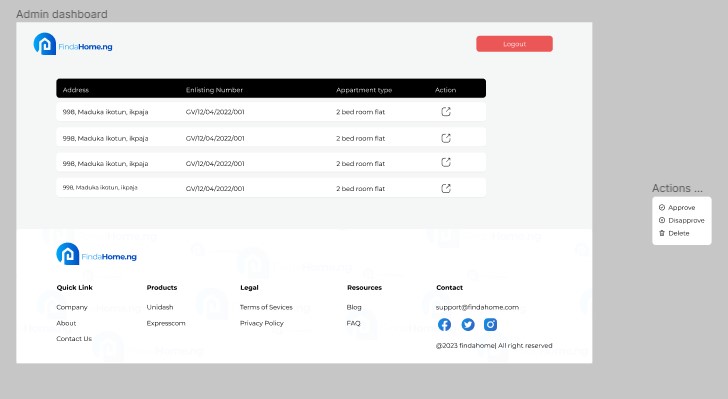 Admin dashboard
FindaHome.ng
Logout
Address Enlisting Number Appartment type Action
998, Maduka ikotun, ikpaja GV/12/04/2022/001 2 bed room flat
998, Maduka ikotun, ikpaja GV/12/04/2022/001 2 bed room flat
998, Maduka ikotun, ikpaja GV/12/04/2022/001 2 bed room flat
998, Maduka ikotun, ikpaja GV/12/04/2022/001 2 bed room flat
Actions ...
Approve
Disapprove
Delete
FindaHome.ng
Quick Link Products Legal Resources Contact
Company Unidash Terms of Sevices Blog support@findahome.com
About Expresscom Privacy Policy FAQ
Contact Us
@2023 findahome| All right reserved